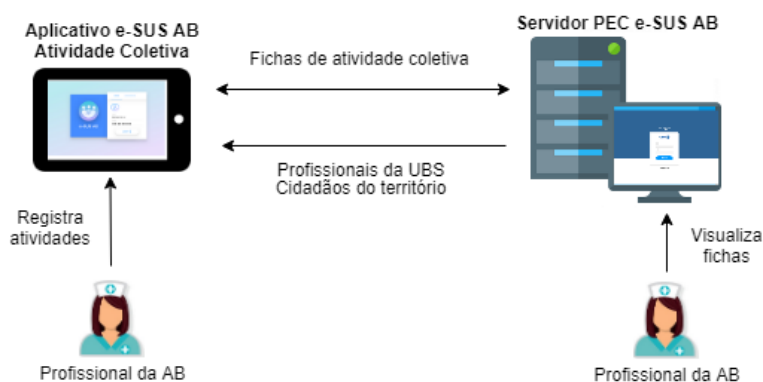 Aplicativo e-SUS AB
Atividade Coletiva
Servidor PEC e-SUS AB
Fichas de atividade coletiva
Profissionais da UBS
Cidadãos do território
Registra
atividades
Visualiza
fichas
Profissional da AB
Profissional da AB